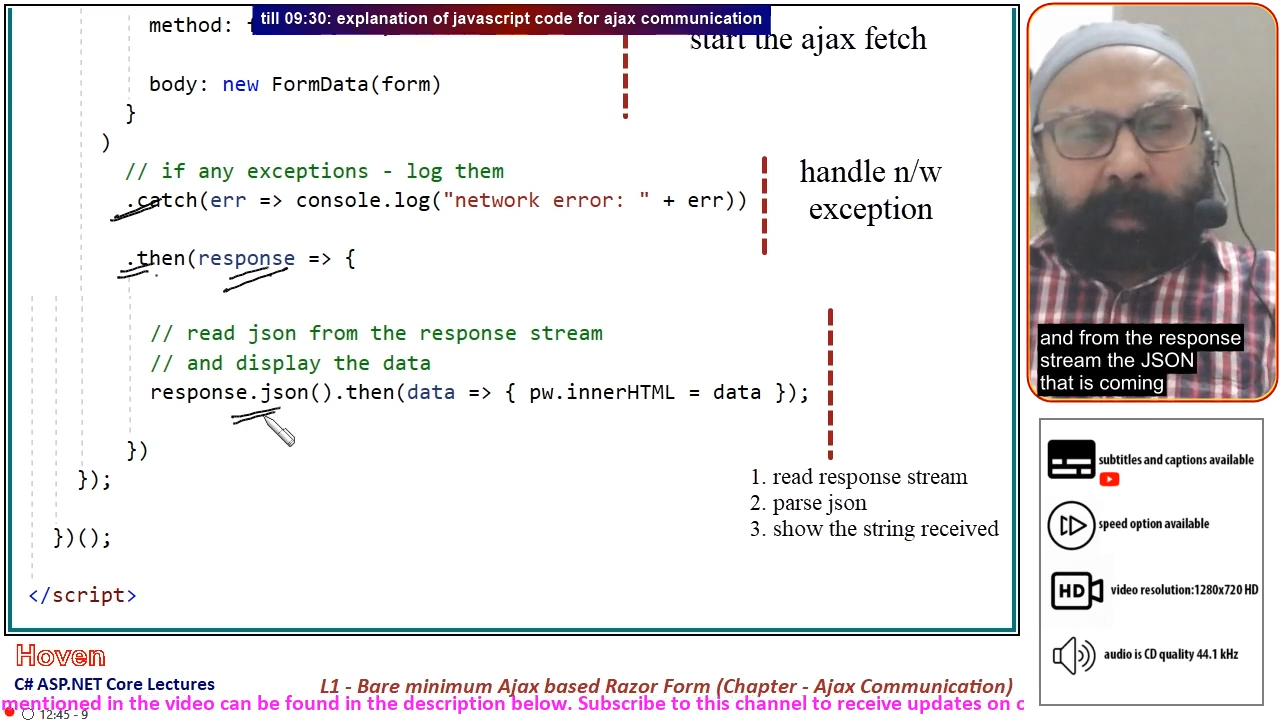 till 09:30: explanation of javascript code for ajax communication
method:
start the ajax fetch
body: new FormData(form)
}
)
// if any exceptions - log them
.catch(err => console.log("network error: " + err))
handle n/w
exception
.then(response => {
// read json from the response stream
// and display the data
response.json().then(data => { pw.innerHTML = data });
})
});
})();
</script>
1. read response stream
2. parse json
3. show the string received
and from the response
stream the JSON
that is coming
subtitles and captions available
speed option available
HD
video resolution:1280x720 HD
audio is CD quality 44.1 kHz
Hoven
C# ASP.NET Core Lectures
L1 - Bare minimum Ajax based Razor Form (Chapter - Ajax Communication)
mentioned in the video can be found in the description below. Subscribe to this channel to receive updates on
12:45 - 9